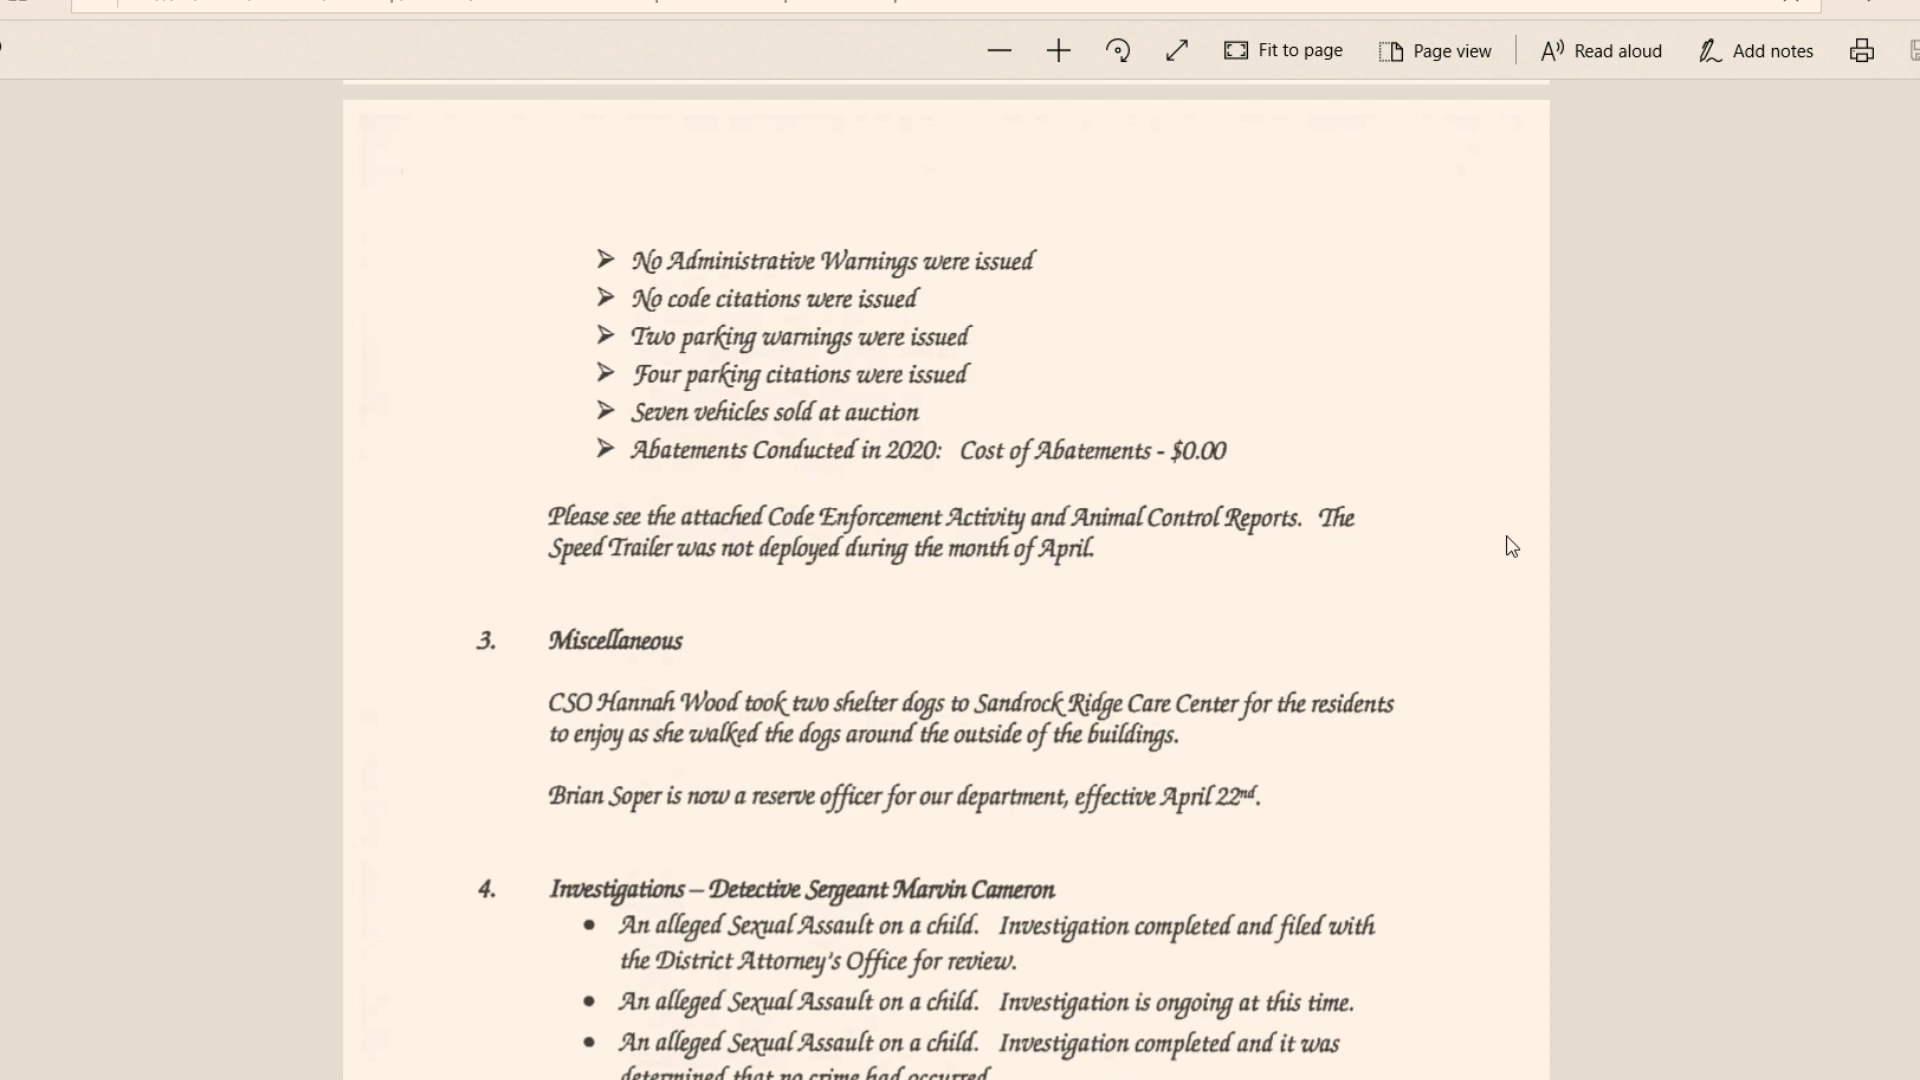 Fit to page
Page view
Read aloud
Add notes
➢ No Administrative Warnings were issued
➢ No code citations were issued
➢ Two parking warnings were issued
➢ Four parking citations were issued
➢ Seven vehicles sold at auction
➢ Abatements Conducted in 2020: Cost of Abatements - $0.00
Please see the attached Code Enforcement Activity and Animal Control Reports. The
Speed Trailer was not deployed during the month of April.
3. Miscellaneous
CSO Hannah Wood took two shelter dogs to Sandrock Ridge Care Center for the residents
to enjoy as she walked the dogs around the outside of the buildings.
Brian Soper is now a reserve officer for our department, effective April 22nd.
4. Investigations – Detective Sergeant Marvin Cameron
• An alleged Sexual Assault on a child. Investigation completed and filed with
the District Attorney's Office for review.
• An alleged Sexual Assault on a child. Investigation is ongoing at this time.
• An alleged Sexual Assault on a child. Investigation completed and it was
determined that no crime had occurred